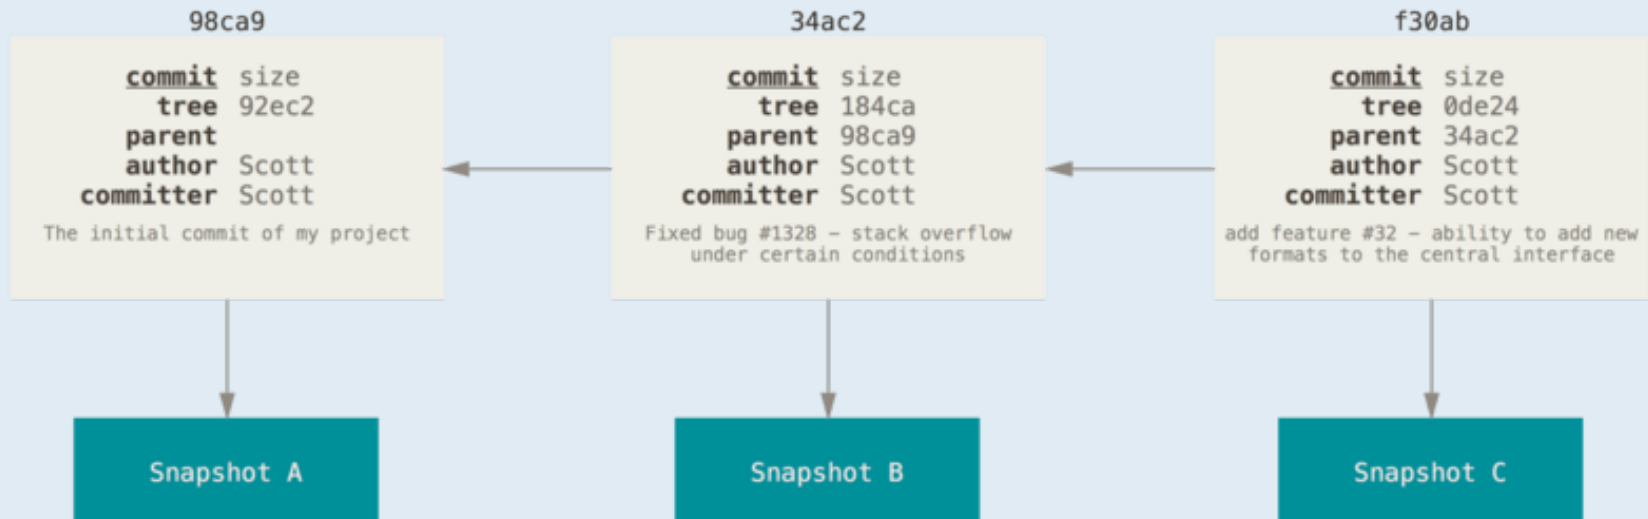 98ca9
commit size
tree 92ec2
parent
author Scott
committer Scott
The initial commit of my project
Snapshot A
34ac2
commit size
tree 184ca
parent 98ca9
author Scott
committer Scott
Fixed bug #1328 – stack overflow
under certain conditions
Snapshot B
f30ab
commit size
tree 0de24
parent 34ac2
author Scott
committer Scott
add feature #32 – ability to add new
formats to the central interface
Snapshot C